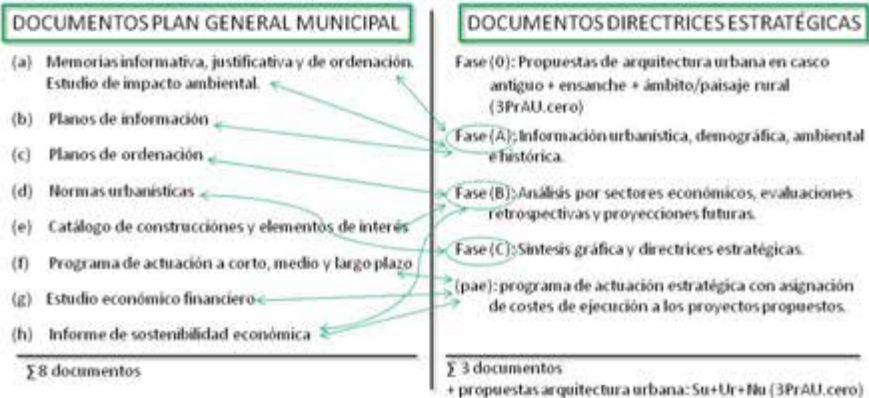 DOCUMENTOS PLAN GENERAL MUNICIPAL
(a) Memorias informativa, justificativa y de ordenación.
Estudio de impacto ambiental.
(b) Planos de información
(c) Planos de ordenación
(d) Normas urbanísticas
(e) Catálogo de construcciónes y elementos de interés
(f) Programa de actuación a corto, medio y largo plazo
(g) Estudio económico financiero
(h) Informe de sostenibilidad económica
∑ 8 documentos
DOCUMENTOS DIRECTRICES ESTRATÉGICAS
Fase (0): Propuestas de arquitectura urbana en casco
antiguo + ensanche + ámbito/paisaje rural
(3PrAU.cero)
Fase (A): Información urbanística, demográfica, ambiental
e histórica.
Fase (B): Análisis por sectores económicos, evaluaciones
retrospectivas y proyecciones futuras.
Fase (C): Síntesis gráfica y directrices estratégicas.
(pae): programa de actuación estratégica con asignación
de costes de ejecución a los proyectos propuestos.
∑ 3 documentos
+ propuestas arquitectura urbana: Su+Ur+Nu (3PrAU.cero)